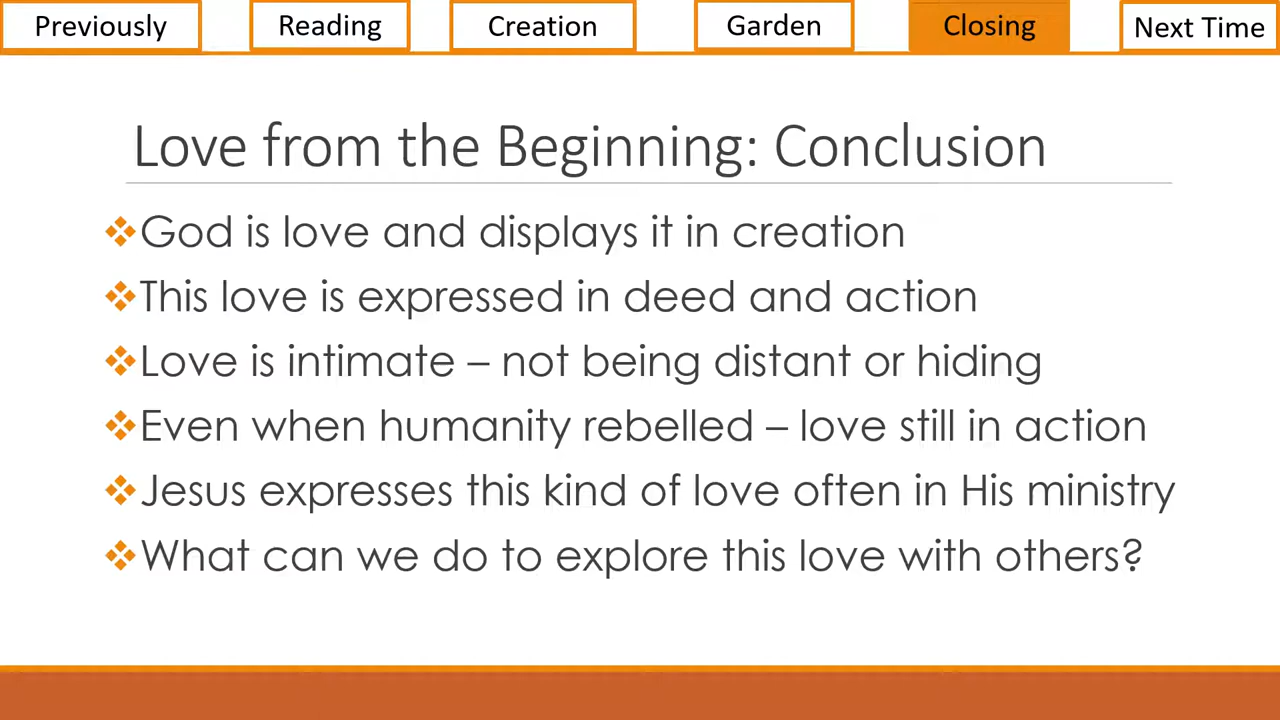 Previously
Reading
Creation
Garden
Closing
Next Time
Love from the Beginning: Conclusion
God is love and displays it in creation
This love is expressed in deed and action
Love is intimate – not being distant or hiding
Even when humanity rebelled – love still in action
Jesus expresses this kind of love often in His ministry
What can we do to explore this love with others?